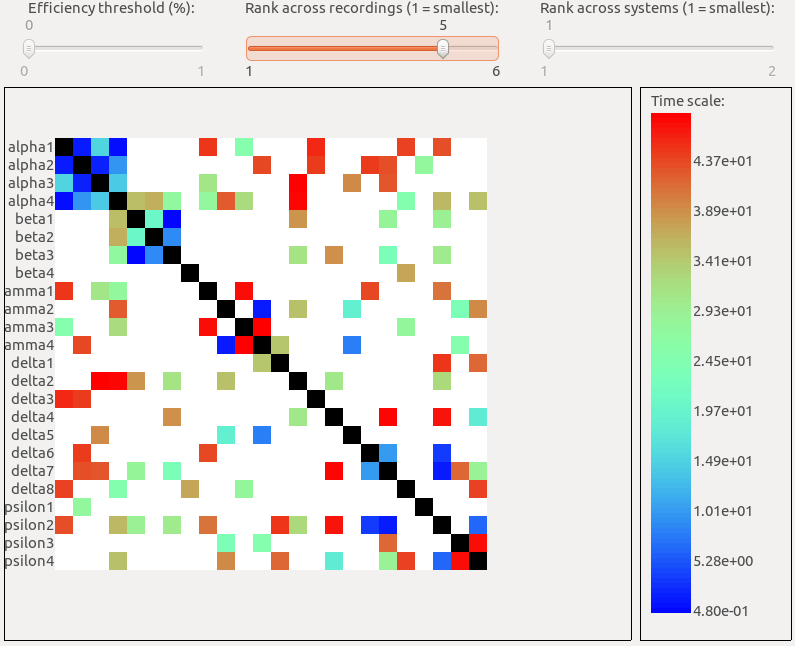 Efficiency threshold (%): Rank across recordings (1 = smallest): Rank across systems (1 = smallest):
0 5 1
0 1 1 6 1 2
Time scale:
alpha1
alpha2
alpha3
alpha4
beta1
beta2
beta3
beta4
amma1
amma2
amma3
amma4
delta1
delta2
delta3
delta4
delta5
delta6
delta7
delta8
psilon1
psilon2
psilon3
psilon4
4.37e+01
3.89e+01
3.41e+01
2.93e+01
2.45e+01
1.97e+01
1.49e+01
1.01e+01
5.28e+00
4.80e-01